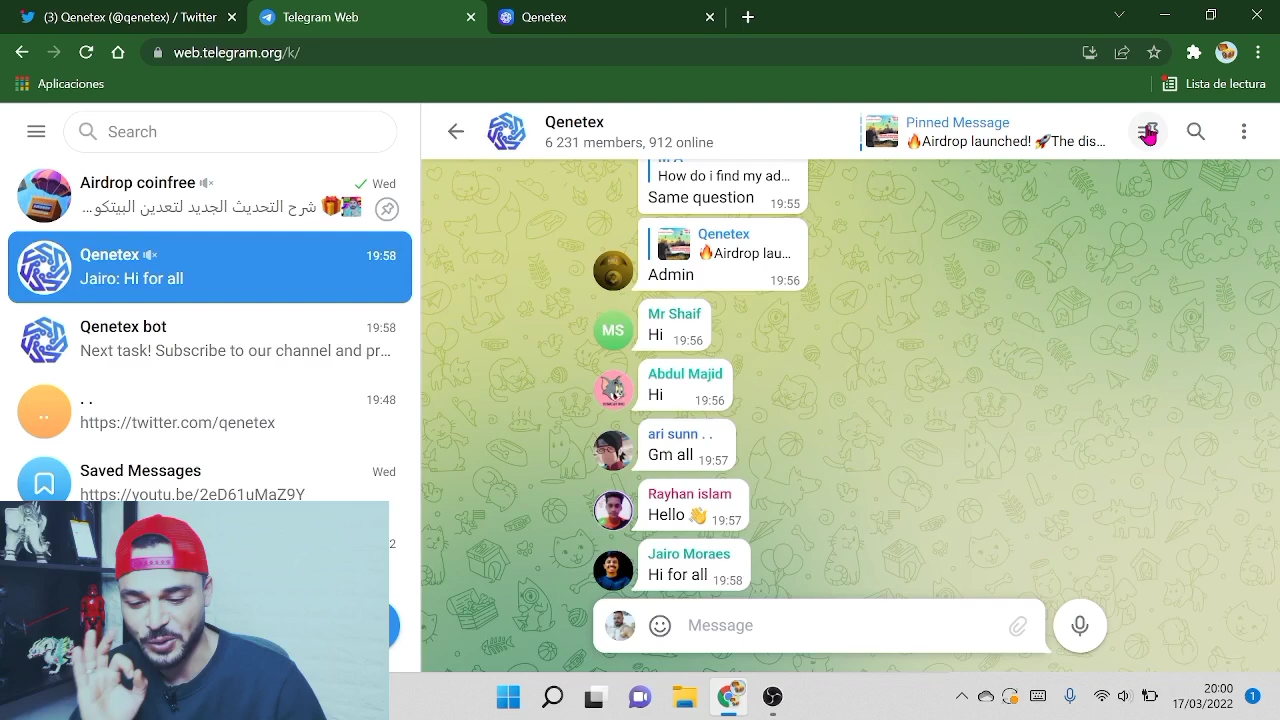 (3) Qenetex (@qenetex) / Twitter
Telegram Web
Qenetex
web.telegram.org/k/
Aplicaciones
Lista de lectura
Search
Airdrop coinfree
Wed
شرح التحديث الجديد لتعدين البيتكو...
Qenetex
19:58
Jairo: Hi for all
Qenetex bot
19:58
Next task! Subscribe to our channel and pr...
. .
19:48
https://twitter.com/qenetex
Saved Messages
Wed
https://youtu.be/2eD61uMaZ9Y
2
Qenetex
6 231 members, 912 online
Pinned Message
🔥Airdrop launched! 🚀The dis...
How do i find my ad...
Same question
19:55
Qenetex
🔥Airdrop lau...
Admin
19:56
MS
Mr Shaif
Hi
19:56
Abdul Majid
Hi
19:56
ari sunn . .
Gm all
19:57
Rayhan islam
Hello 👋
19:57
Jairo Moraes
Hi for all
19:58
Message
20:00
17/03/2022
1